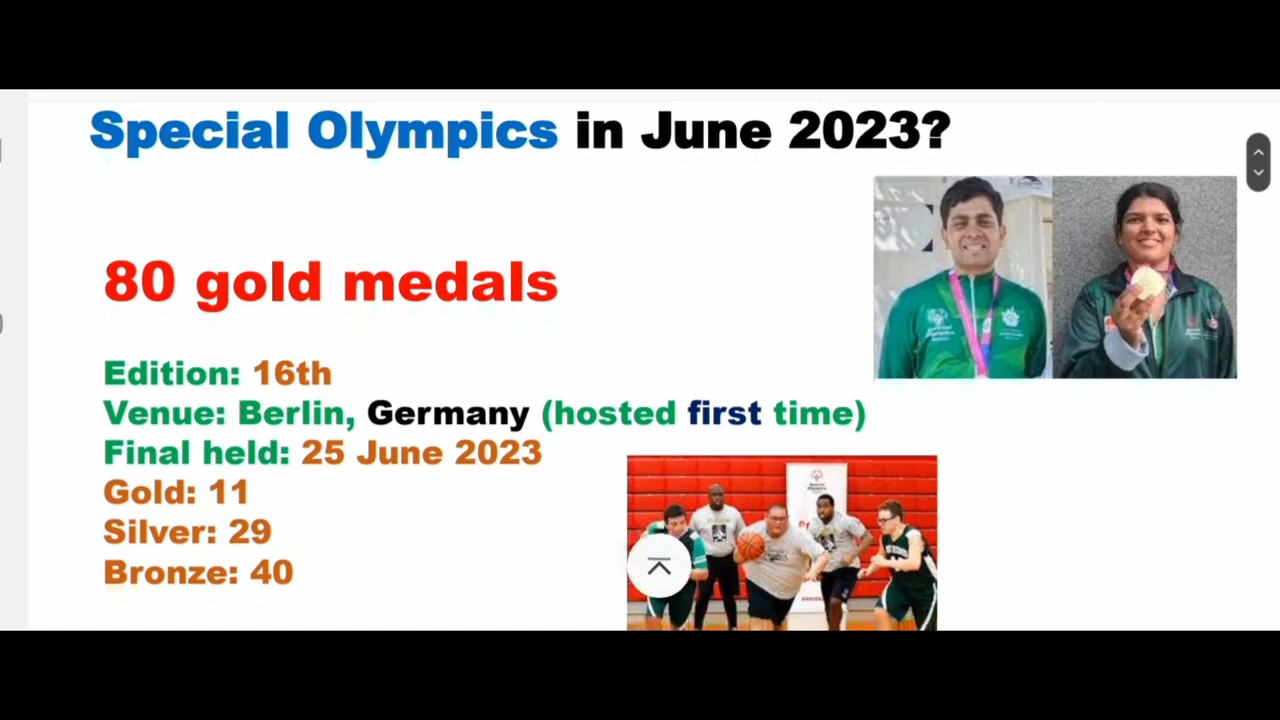 Special Olympics in June 2023?
80 gold medals
Edition: 16th
Venue: Berlin, Germany (hosted first time)
Final held: 25 June 2023
Gold: 11
Silver: 29
Bronze: 40